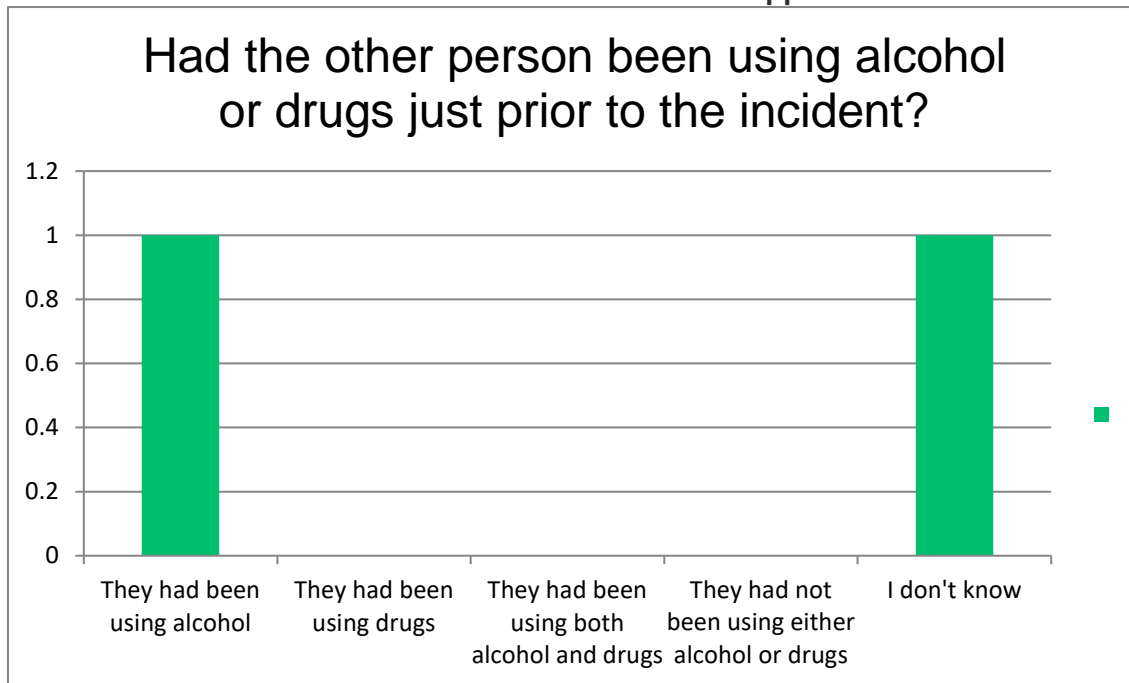 Had the other person been using alcohol
or drugs just prior to the incident?
1.2
1
0.8
0.6
0.4
0.2
0
They had been
using alcohol
They had been
using drugs
They had been
using both
alcohol and drugs
They had not
been using either
alcohol or drugs
I don't know